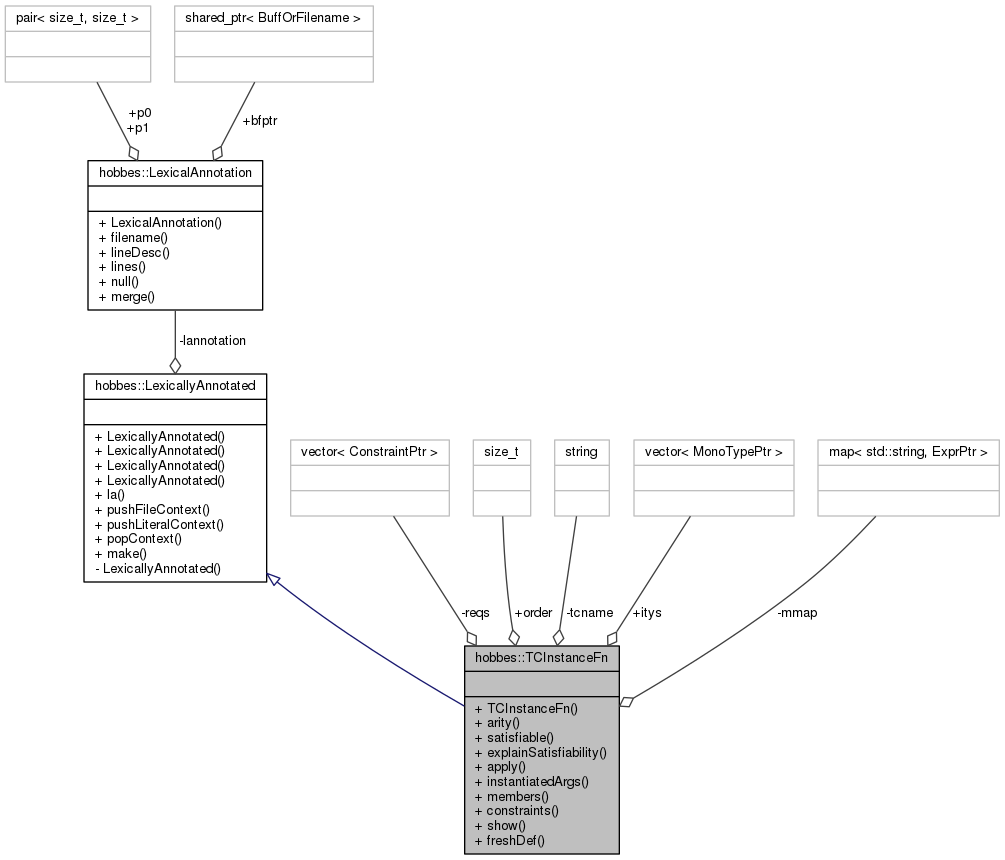 pair< size_t, size_t >
shared_ptr< BuffOrFilename >
+p0
+p1
+bfptr
hobbes::LexicalAnnotation
+ LexicalAnnotation()
+ filename()
+ lineDesc()
+ lines()
+ null()
+ merge()
-lannotation
hobbes::LexicallyAnnotated
+ LexicallyAnnotated()
+ LexicallyAnnotated()
+ LexicallyAnnotated()
+ LexicallyAnnotated()
+ la()
+ pushFileContext()
+ pushLiteralContext()
+ popContext()
+ make()
- LexicallyAnnotated()
vector< ConstraintPtr >
size_t
string
vector< MonoTypePtr >
map< std::string, ExprPtr >
-reqs
+order
-tcname
+itys
-mmap
hobbes::TCInstanceFn
+ TCInstanceFn()
+ arity()
+ satisfiable()
+ explainSatisfiability()
+ apply()
+ instantiatedArgs()
+ members()
+ constraints()
+ show()
+ freshDef()